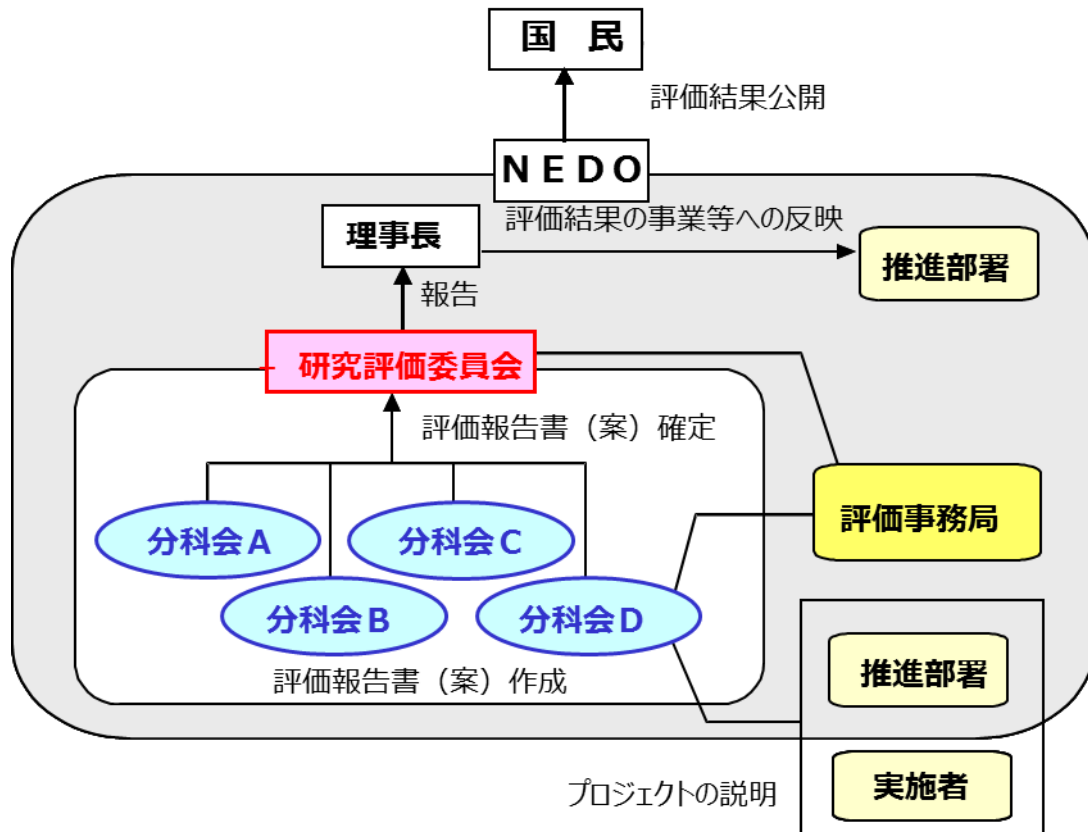 国 民
評価結果公開
NEDO
評価結果の事業等への反映
理事長
推進部署
報告
研究評価委員会
評価報告書(案)確定
分科会A
分科会C
評価事務局
分科会B
分科会D
推進部署
評価報告書(案)作成
実施者
プロジェクトの説明